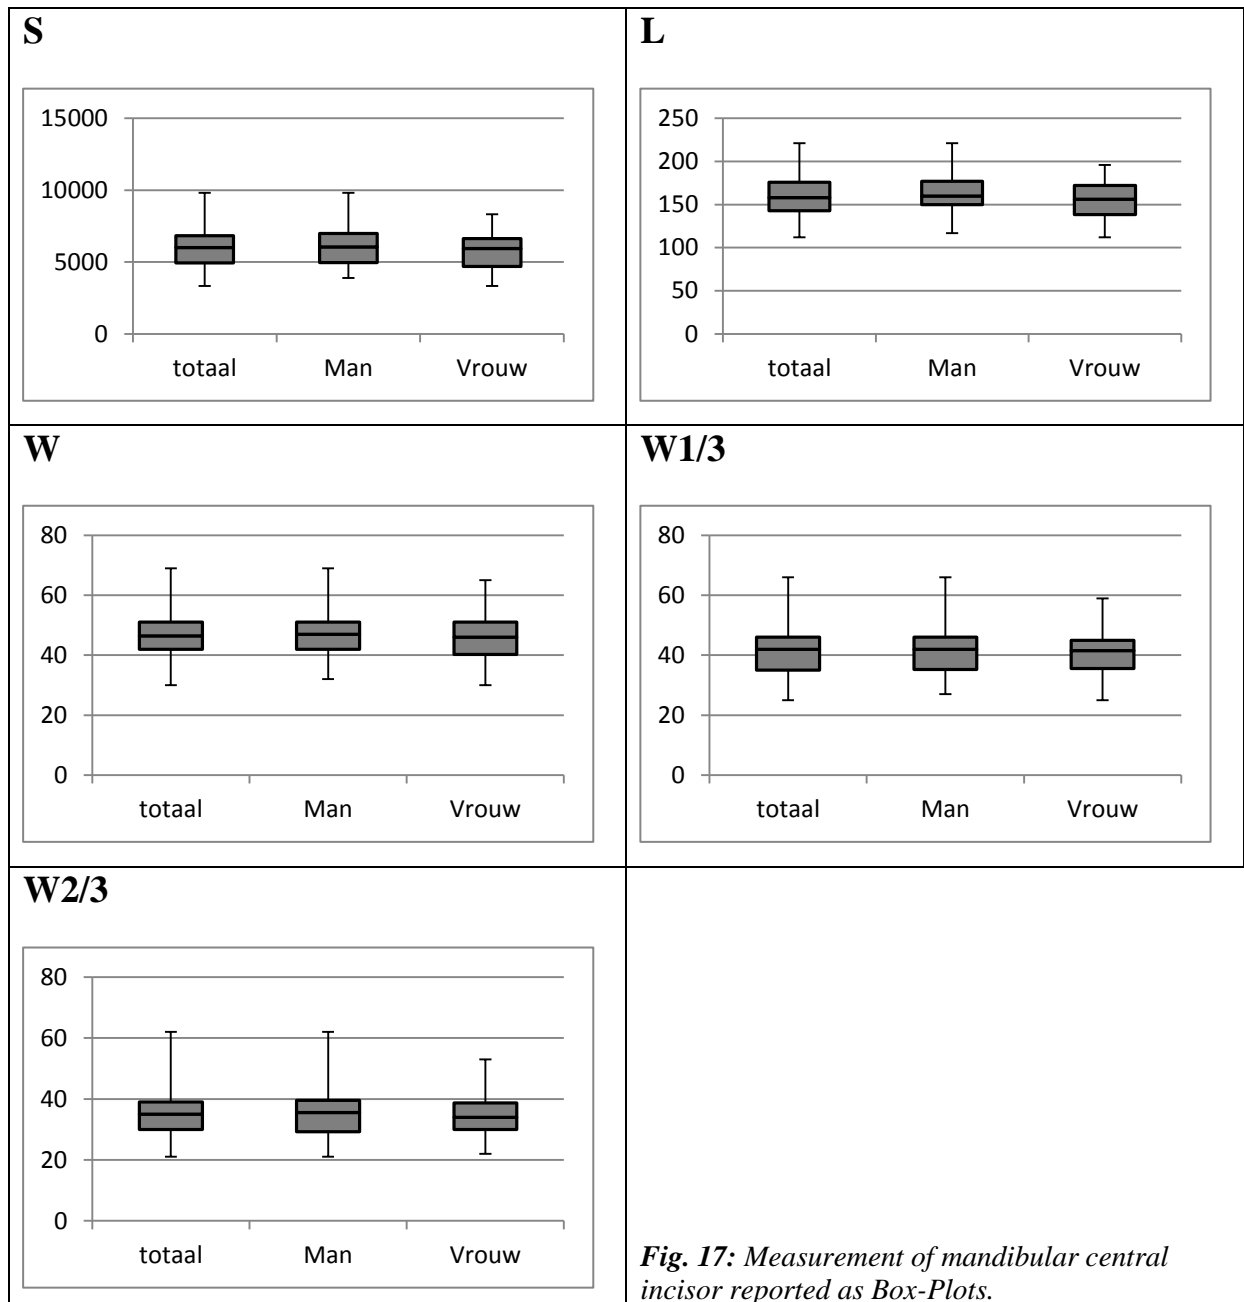 S
15000
10000
5000
0
totaal Man Vrouw
L
250
200
150
100
50
0
totaal Man Vrouw
W
80
60
40
20
0
totaal Man Vrouw
W1/3
80
60
40
20
0
totaal Man Vrouw
W2/3
80
60
40
20
0
totaal Man Vrouw
Fig. 17: Measurement of mandibular central
incisor reported as Box-Plots.